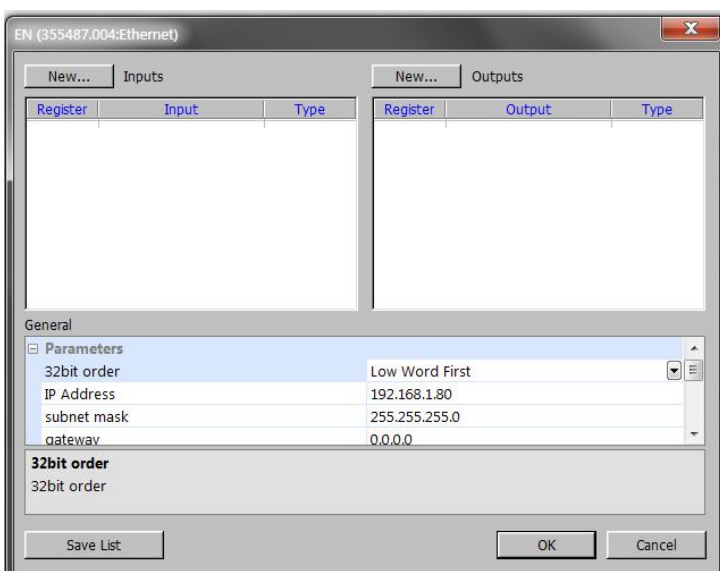 EN (355487.004:Ethernet)
New... Inputs New... Outputs
Register Input Type Register Output Type
General
Parameters
32bit order Low Word First
IP Address 192.168.1.80
subnet mask 255.255.255.0
gateway 0.0.0.0
32bit order
32bit order
Save List OK Cancel